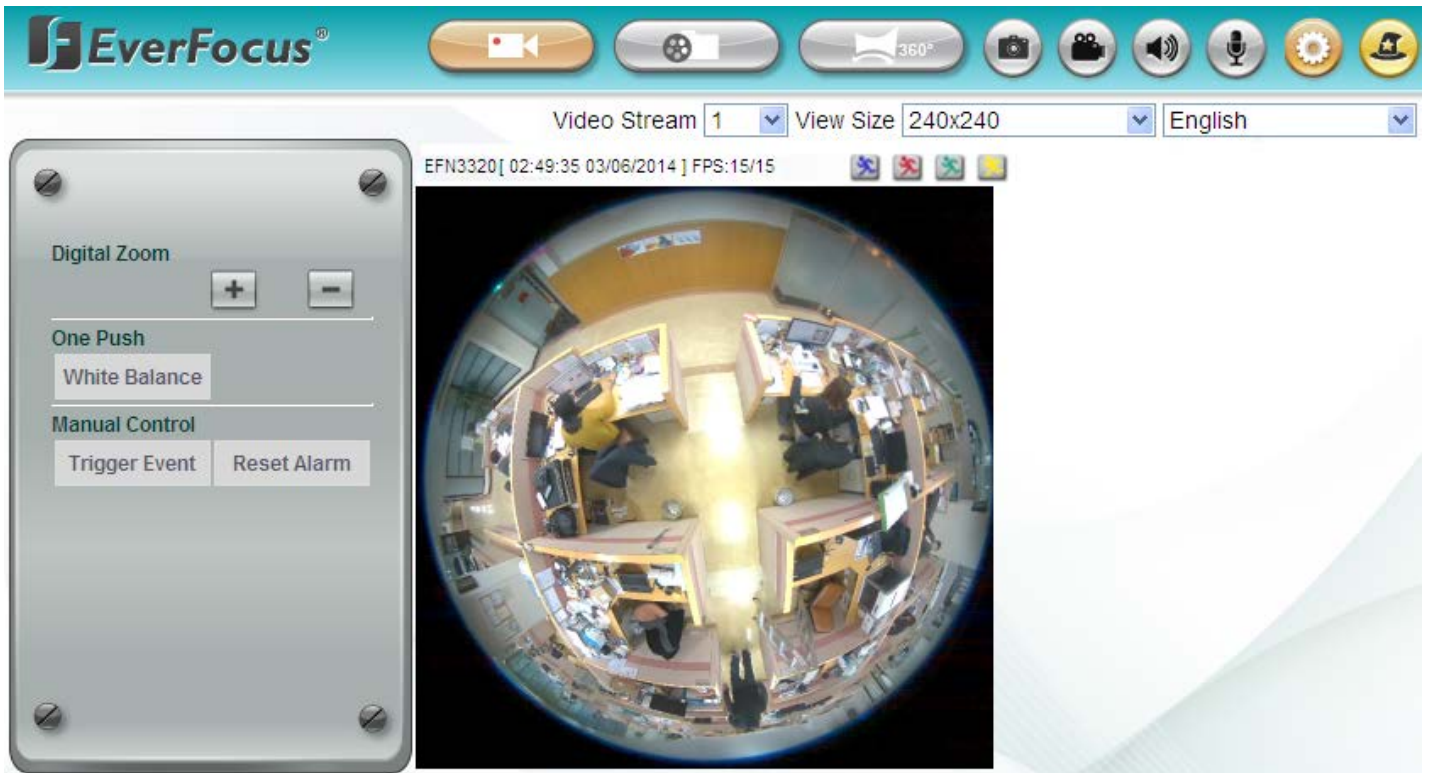 EverFocus®
360°
Video Stream 1 View Size 240x240 English
EFN3320[ 02:49:35 03/06/2014 ] FPS:15/15
Digital Zoom
+ −
One Push
White Balance
Manual Control
Trigger Event Reset Alarm